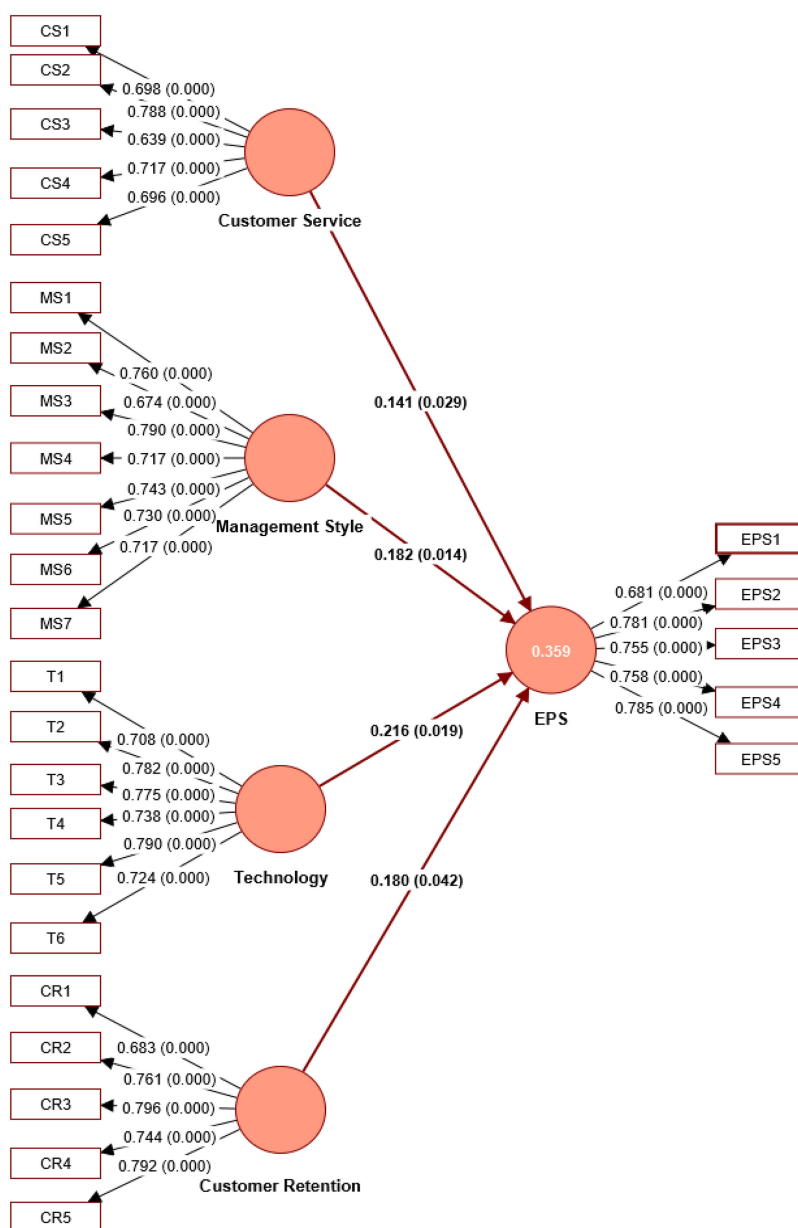 CS1
CS2
CS3
CS4
CS5
0.698 (0.000)
0.788 (0.000)
0.639 (0.000)
0.717 (0.000)
0.696 (0.000)
Customer Service
MS1
MS2
MS3
MS4
MS5
MS6
MS7
0.760 (0.000)
0.674 (0.000)
0.790 (0.000)
0.717 (0.000)
0.743 (0.000)
0.730 (0.000)
0.717 (0.000)
Management Style
T1
T2
T3
T4
T5
T6
0.708 (0.000)
0.782 (0.000)
0.775 (0.000)
0.738 (0.000)
0.790 (0.000)
0.724 (0.000)
Technology
CR1
CR2
CR3
CR4
CR5
0.683 (0.000)
0.761 (0.000)
0.796 (0.000)
0.744 (0.000)
0.792 (0.000)
Customer Retention
0.141 (0.029)
0.182 (0.014)
0.216 (0.019)
0.180 (0.042)
0.359
EPS
0.681 (0.000)
0.781 (0.000)
0.755 (0.000)
0.758 (0.000)
0.785 (0.000)
EPS1
EPS2
EPS3
EPS4
EPS5